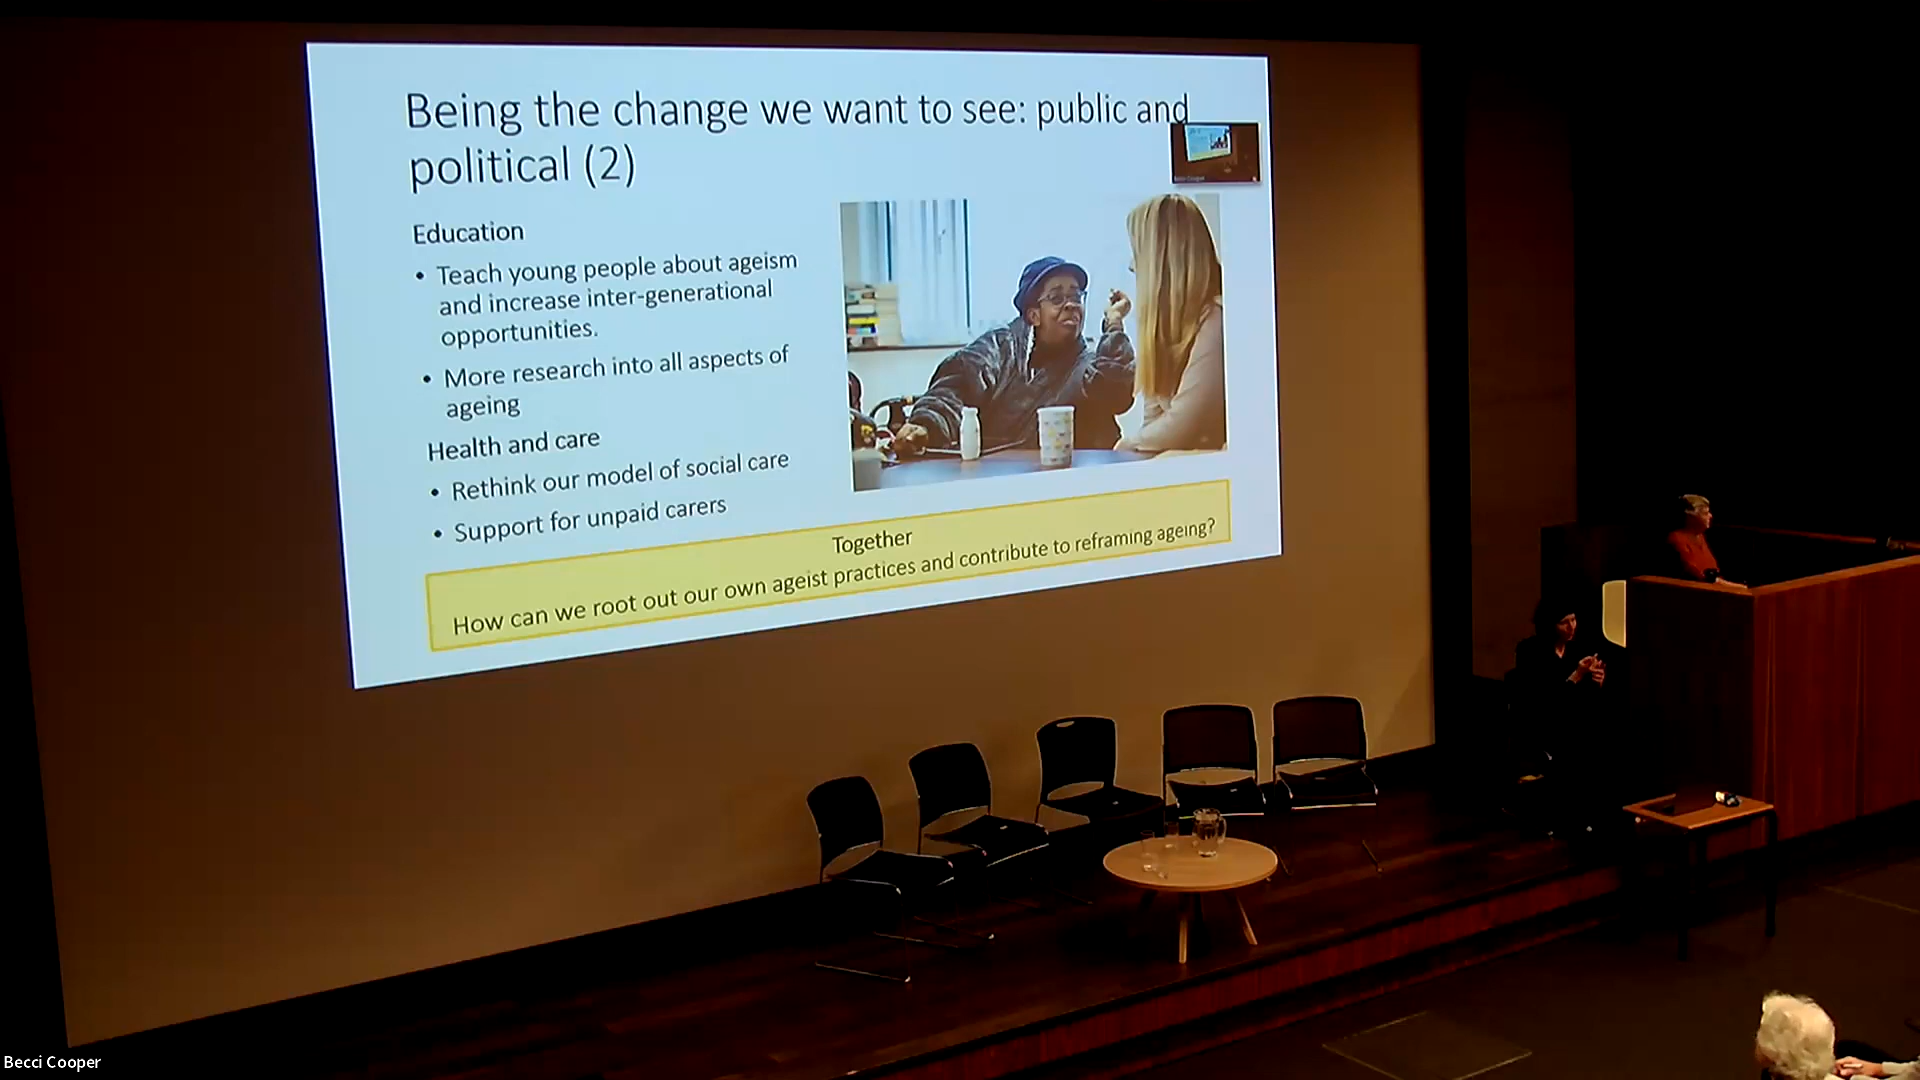 Being the change we want to see: public and
political (2)
Education
• Teach young people about ageism
and increase inter-generational
opportunities.
• More research into all aspects of
ageing
Health and care
• Rethink our model of social care
• Support for unpaid carers
Together
How can we root out our own ageist practices and contribute to reframing ageing?
Becci Cooper